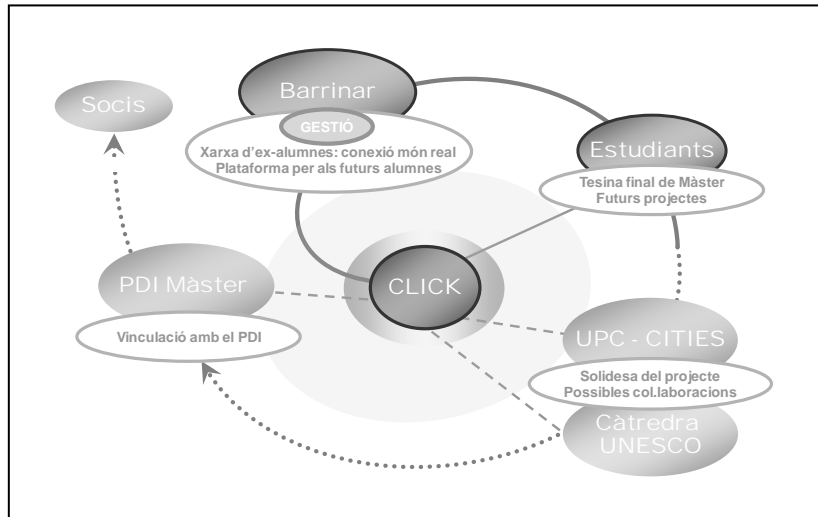 Barrinar
GESTIÓ
Xarxa d'ex-alumnes: conexió món real
Plataforma per als futurs alumnes
Socis
Estudiants
Tesina final de Màster
Futurs projectes
PDI Màster
Vinculació amb el PDI
CLICK
UPC - CITIES
Solidesa del projecte
Possibles col.laboracions
Càtredra
UNESCO